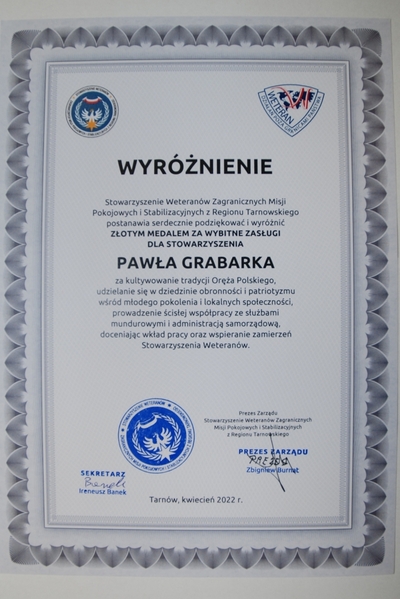 WETERAN
WYRÓŻNIENIE
Stowarzyszenie Weteranów Zagranicznych Misji
Pokojowych i Stabilizacyjnych z Regionu Tarnowskiego
postanawia serdecznie podziękować i wyróżnić
ZŁOTYM MEDALEM ZA WYBITNE ZASŁUGI
DLA STOWARZYSZENIA
PAWŁA GRABARKA
za kultywowanie tradycji Oręża Polskiego,
udzielanie się w dziedzinie obronności i patriotyzmu
wśród młodego pokolenia i lokalnych społeczności,
prowadzenie ścisłej współpracy ze służbami
mundurowymi i administracją samorządową,
doceniając wkład pracy oraz wspieranie zamierzeń
Stowarzyszenia Weteranów.
Prezes Zarządu
Stowarzyszenie Weteranów Zagranicznych
Misji Pokojowych i Stabilizacyjnych
z Regionu Tarnowskiego
PREZES ZARZĄDU
PREZES
Zbigniew Burnat
SEKRETARZ
Ireneusz Banek
Tarnów, kwiecień 2022 r.